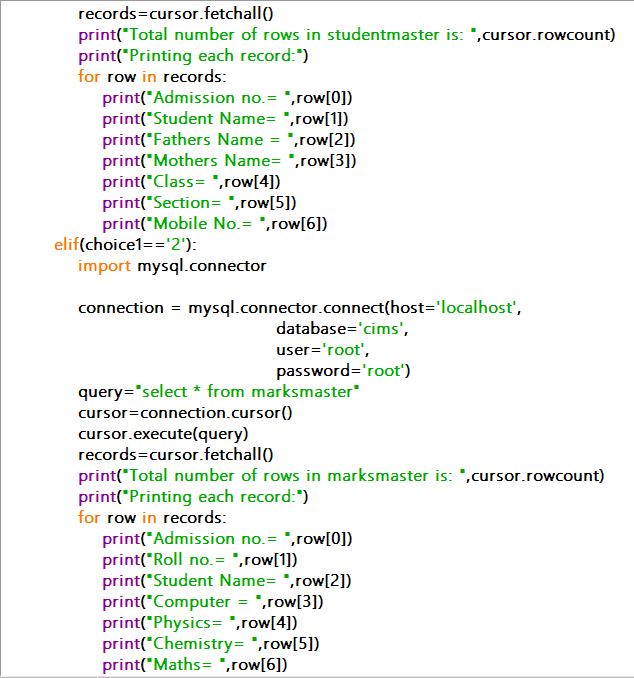 records=cursor.fetchall()
print("Total number of rows in studentmaster is: ",cursor.rowcount)
print("Printing each record:")
for row in records:
print("Admission no.= ",row[0])
print("Student Name= ",row[1])
print("Fathers Name = ",row[2])
print("Mothers Name= ",row[3])
print("Class= ",row[4])
print("Section= ",row[5])
print("Mobile No.= ",row[6])
elif(choice1=='2'):
import mysql.connector
connection = mysql.connector.connect(host='localhost',
database='cims',
user='root',
password='root')
query="select * from marksmaster"
cursor=connection.cursor()
cursor.execute(query)
records=cursor.fetchall()
print("Total number of rows in marksmaster is: ",cursor.rowcount)
print("Printing each record:")
for row in records:
print("Admission no.= ",row[0])
print("Roll no.= ",row[1])
print("Student Name= ",row[2])
print("Computer = ",row[3])
print("Physics= ",row[4])
print("Chemistry= ",row[5])
print("Maths= ",row[6])